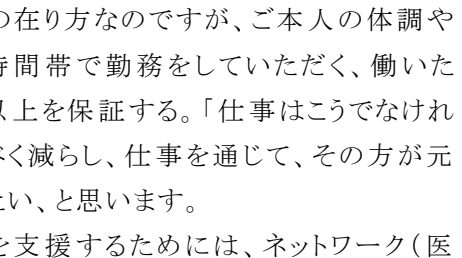 の在り方なのですが、ご本人の体調や
時間帯で勤務をしていただく、働いた
以上を保証する。「仕事はこうでなけれ
く減らし、仕事を通じて、その方が元
たい、と思います。
を支援するためには、ネットワーク(医